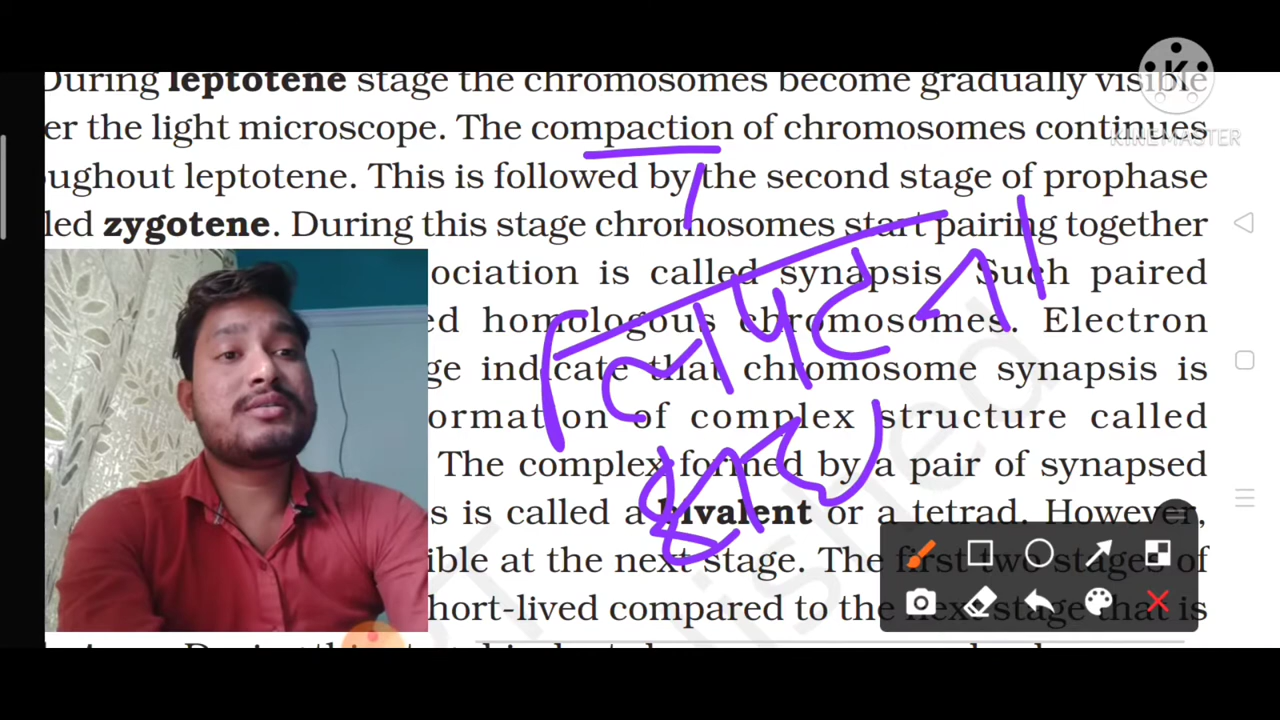 During leptotene stage the chromosomes become gradually visible
er the light microscope. The compaction of chromosomes continues
oughout leptotene. This is followed by the second stage of prophase
led zygotene. During this stage chromosomes start pairing together
ociation is called synapsis. Such paired
ed homologous chromosomes. Electron
ge indicate that chromosome synapsis is
ormation of complex structure called
The complex formed by a pair of synapsed
s is called a bivalent or a tetrad. However,
ible at the next stage. The first two stages of
hort-lived compared to the next stage that is
KINEMASTER